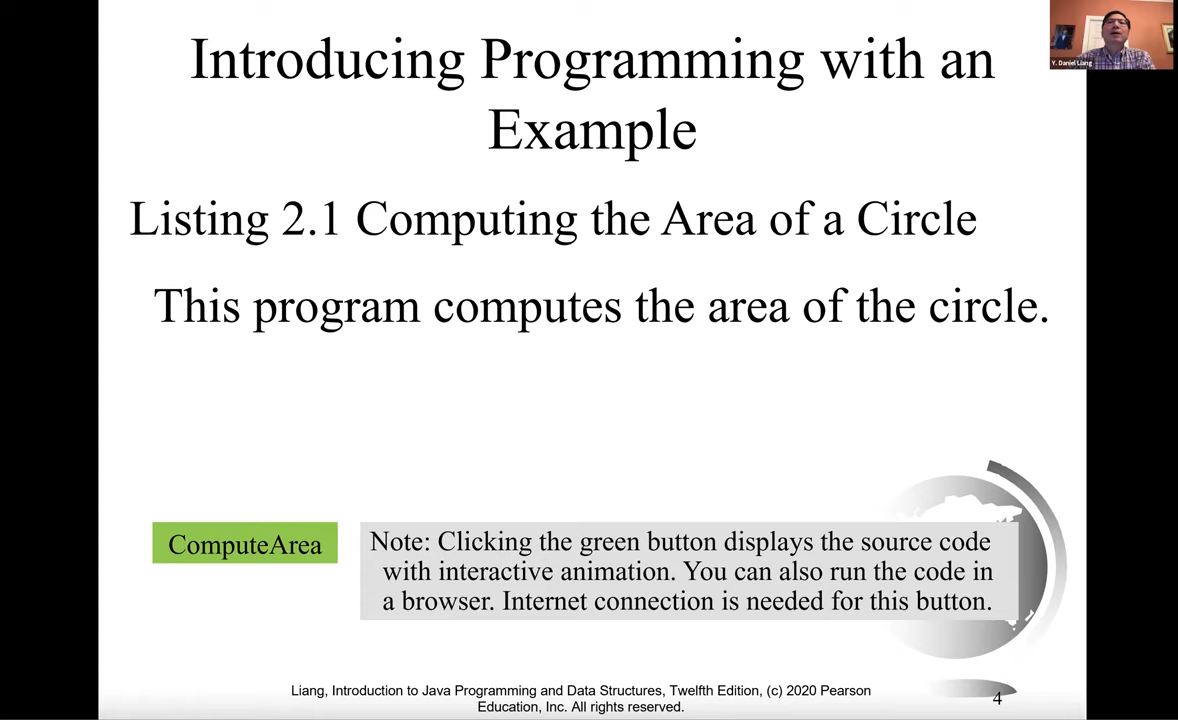 Introducing Programming with an
Example
Listing 2.1 Computing the Area of a Circle
This program computes the area of the circle.
ComputeArea
Note: Clicking the green button displays the source code
with interactive animation. You can also run the code in
a browser. Internet connection is needed for this button.
Liang, Introduction to Java Programming and Data Structures, Twelfth Edition, (c) 2020 Pearson
Education, Inc. All rights reserved.
4
Y. Daniel Liang